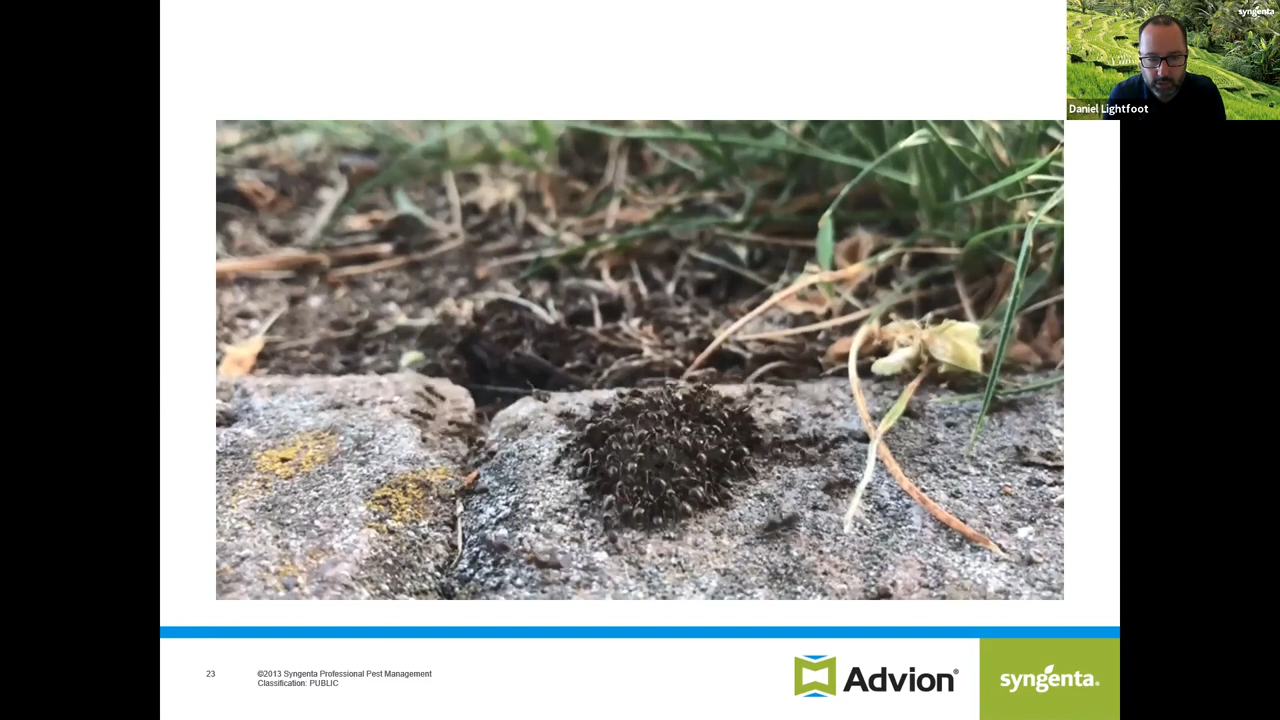 syngenta
Daniel Lightfoot
23
©2013 Syngenta Professional Pest Management
Classification: PUBLIC
Advion®
syngenta®